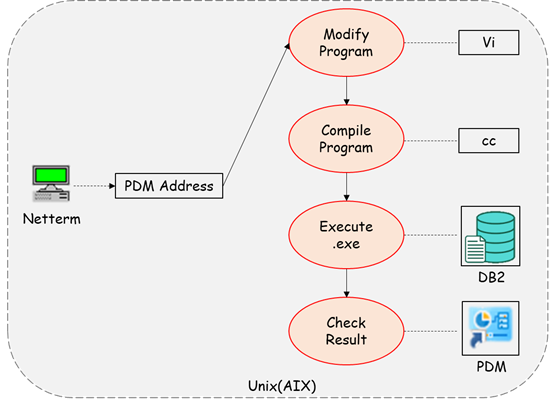 Modify
Program
Vi
Compile
Program
cc
PDM Address
Netterm
Execute
.exe
DB2
Check
Result
PDM
Unix(AIX)